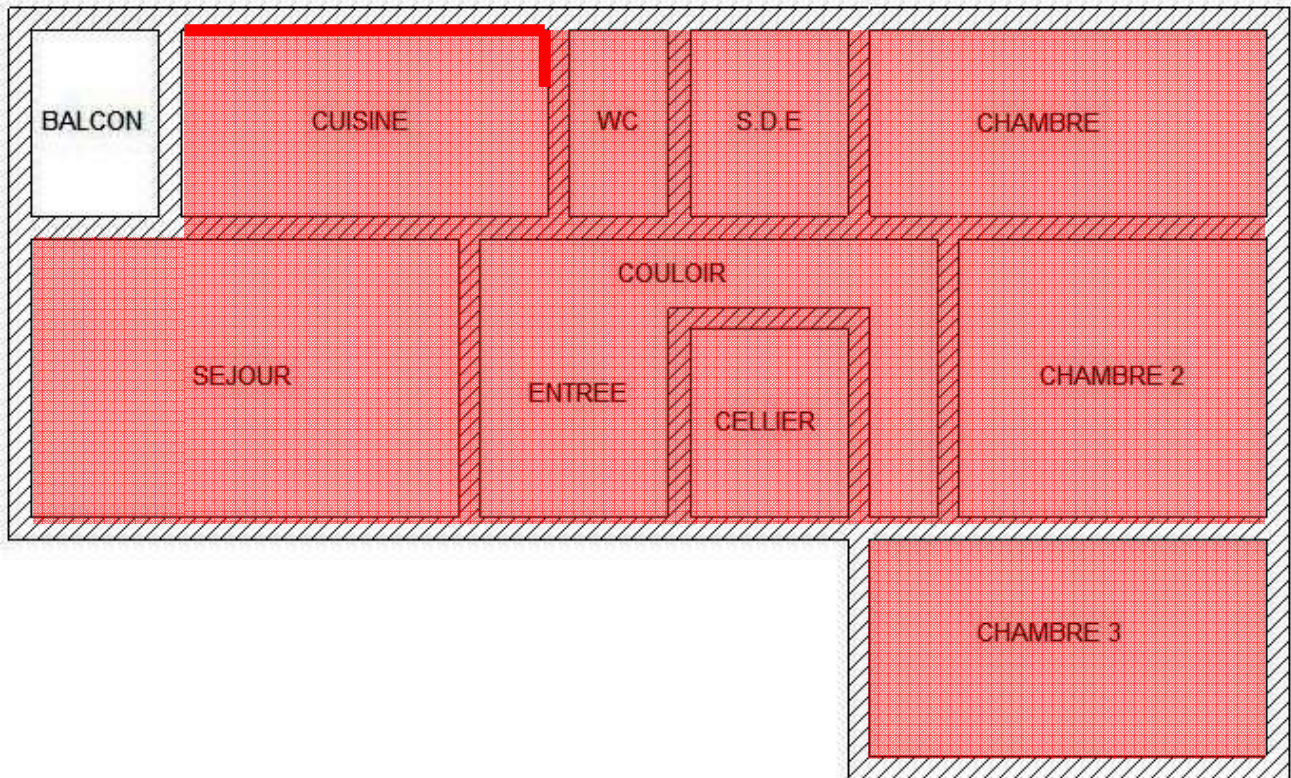 BALCON
CUISINE
WC
S.D.E
CHAMBRE
COULOIR
SEJOUR
ENTREE
CELLIER
CHAMBRE 2
CHAMBRE 3